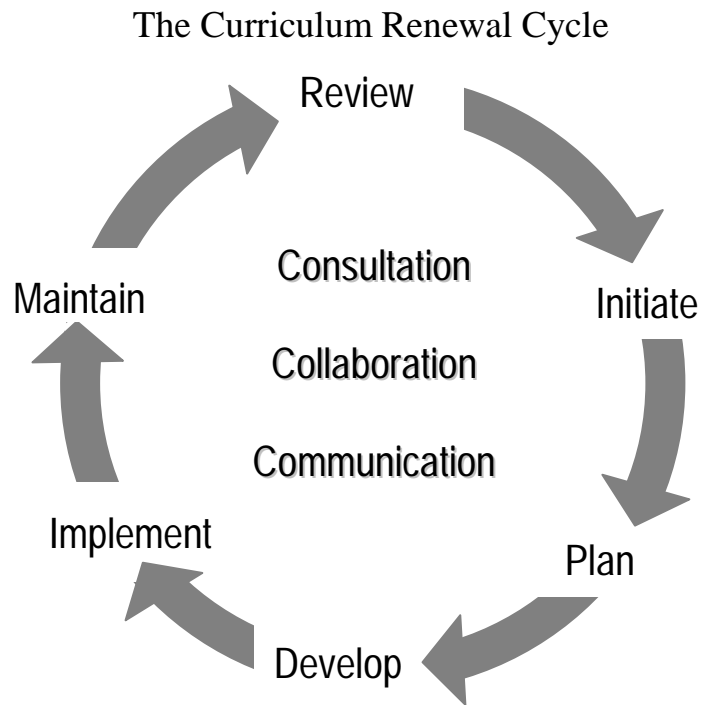 The Curriculum Renewal Cycle
Review
Initiate
Plan
Develop
Implement
Maintain
Consultation
Collaboration
Communication